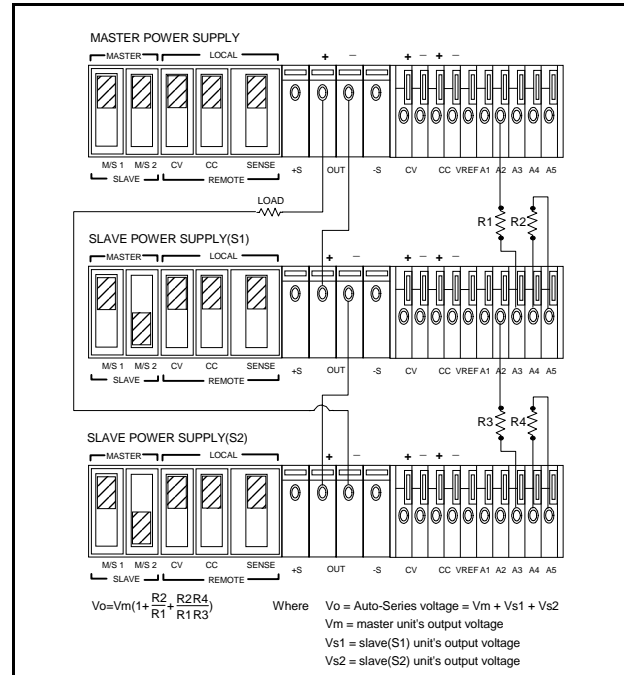 MASTER POWER SUPPLY
MASTER LOCAL + − + − + −
M/S 1 M/S 2 CV CC SENSE +S OUT -S CV CC VREF A1 A2 A3 A4 A5
SLAVE REMOTE
LOAD
R1 R2
SLAVE POWER SUPPLY(S1)
MASTER LOCAL + − + − + −
M/S 1 M/S 2 CV CC SENSE +S OUT -S CV CC VREF A1 A2 A3 A4 A5
SLAVE REMOTE
R3 R4
SLAVE POWER SUPPLY(S2)
MASTER LOCAL + − + − + −
M/S 1 M/S 2 CV CC SENSE +S OUT -S CV CC VREF A1 A2 A3 A4 A5
SLAVE REMOTE
Vo=Vm(1+R2/R1+R2R4/R1R3) Where Vo = Auto-Series voltage = Vm + Vs1 + Vs2
Vm = master unit's output voltage
Vs1 = slave(S1) unit's output voltage
Vs2 = slave(S2) unit's output voltage